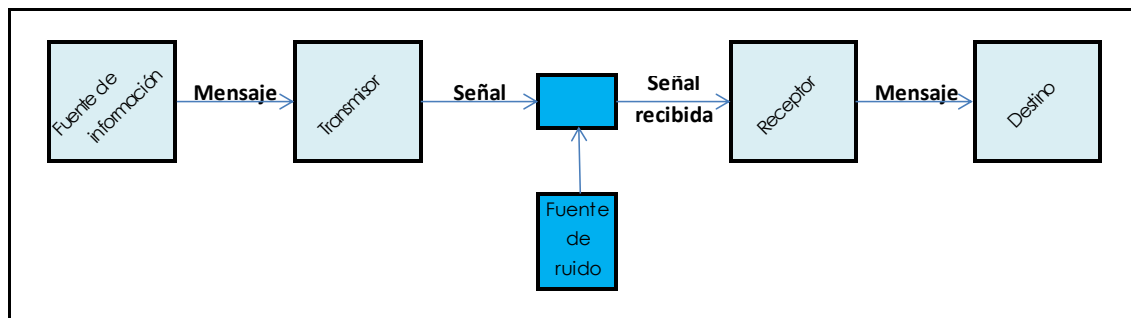 Fuente de
información
Mensaje
Transmisor
Señal
Señal
recibida
Receptor
Mensaje
Destino
Fuente
de
ruido